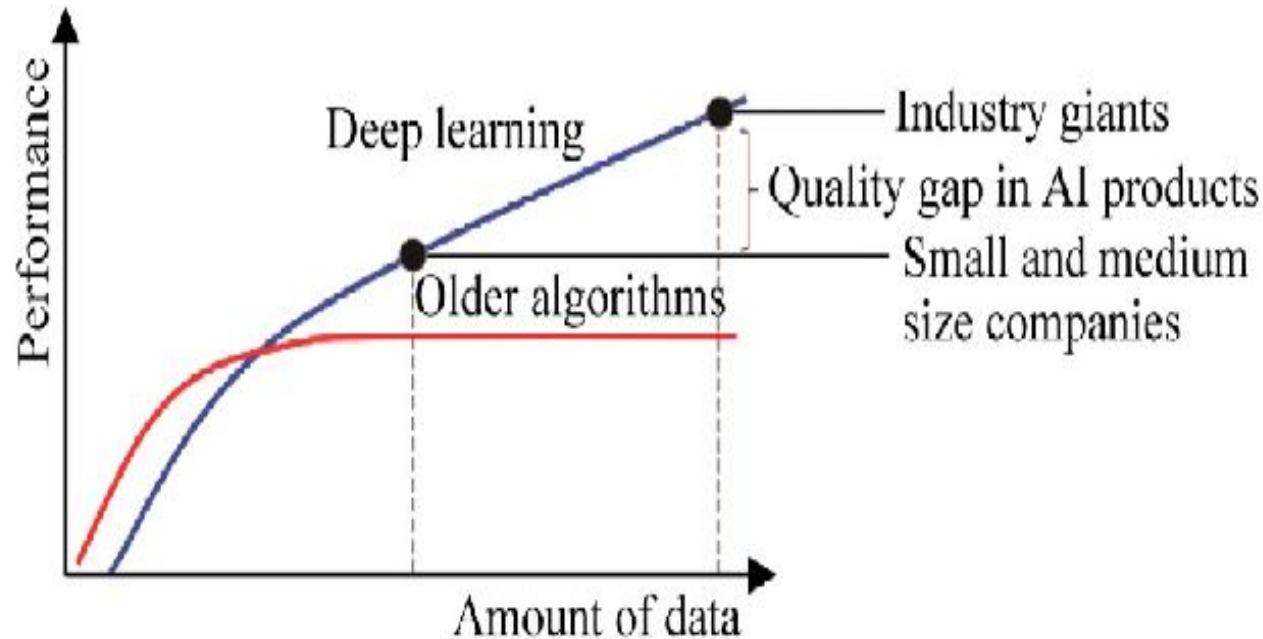 Performance
Deep learning
Industry giants
Quality gap in AI products
Small and medium
size companies
Older algorithms
Amount of data